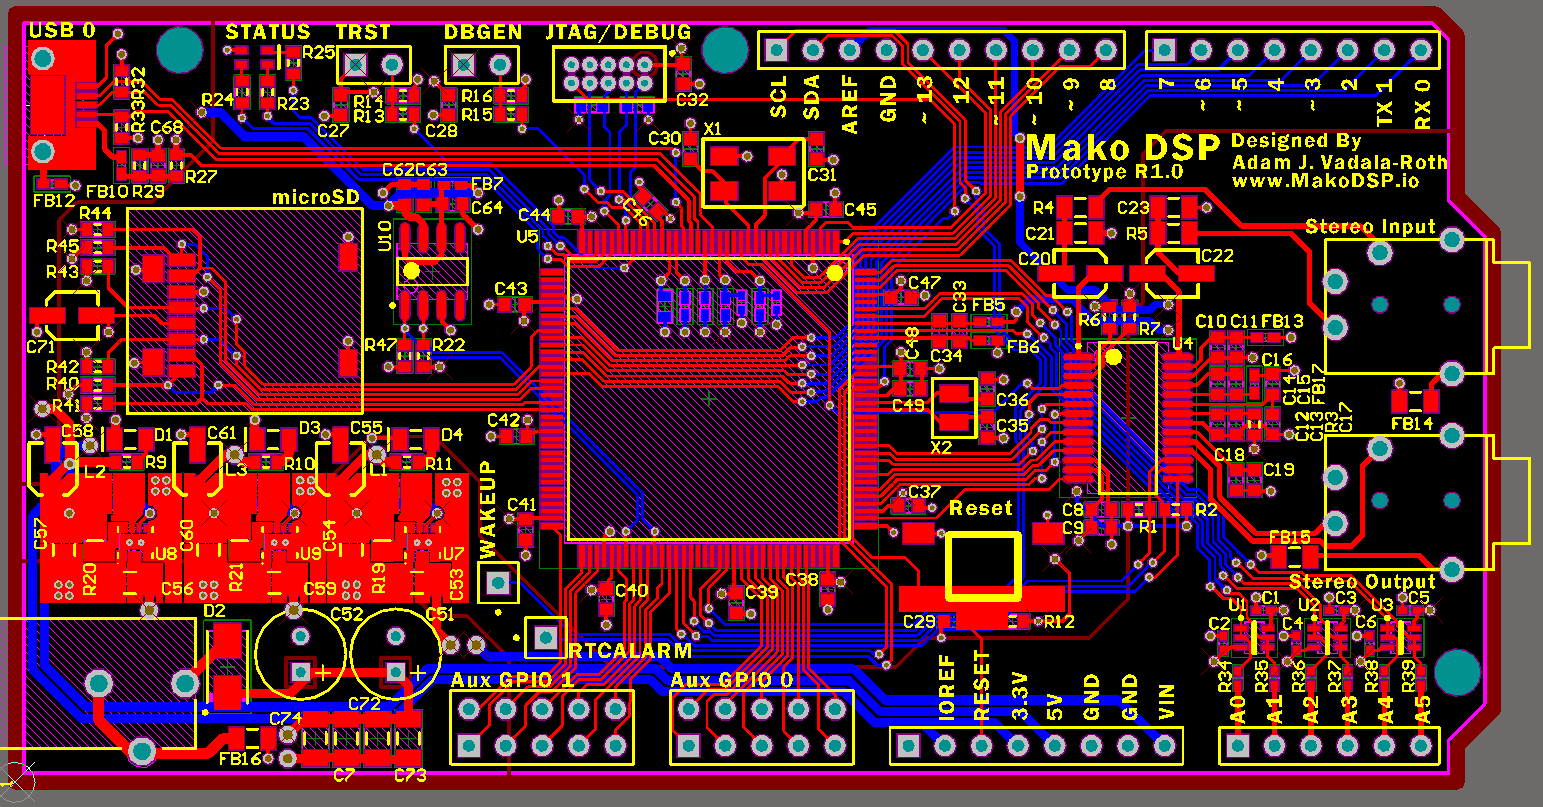 USB 0
STATUS
TRST
DBGEN
JTAG/DEBUG
R25
R32
R33
R24
R23
R14
R13
C27
R16
R15
C28
C32
C30
X1
C31
SCL
SDA
AREF
GND
~13
12
~11
~10
~9
8
7
~6
~5
4
~3
2
TX 1
RX 0
Mako DSP
Prototype R1.0
Designed By
Adam J. Vadala-Roth
www.MakoDSP.io
C68
R27
FB10
R29
FB12
microSD
C62
C63
FB7
C64
U10
C44
U5
C46
C45
R44
R45
R43
C71
R42
R40
R41
C43
R47
R22
C42
C41
C47
C33
FB5
FB6
C48
C34
C49
C36
C35
X2
C37
R4
C21
C23
R5
C20
C22
R6
R7
U4
C10
C11
FB13
C16
C14
C15
FB17
C12
C13
R3
C17
C18
C19
C8
C9
R1
R2
Stereo Input
FB14
FB15
Stereo Output
C58
D1
R9
L2
C61
D3
R10
L3
C55
D4
R11
L1
C57
U8
C60
U9
C54
U7
R20
C56
R21
C59
R19
C53
WAKEUP
Reset
C40
C39
C38
C29
R12
D2
C52
C51
RTCALARM
Aux GPIO 1
Aux GPIO 0
C74
C72
FB16
C7
C73
IOREF
RESET
3.3V
5V
GND
GND
VIN
U1
C1
U2
C3
U3
C5
C2
C4
C6
R34
R35
R36
R37
R38
R39
A0
A1
A2
A3
A4
A5
1